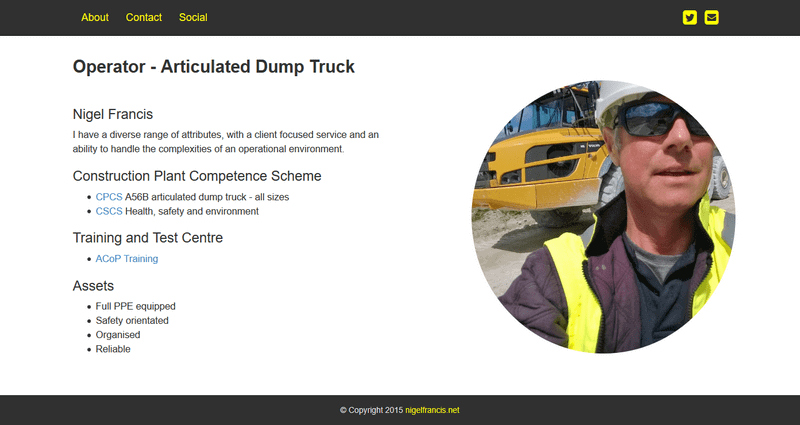 About Contact Social
Operator - Articulated Dump Truck
Nigel Francis
I have a diverse range of attributes, with a client focused service and an
ability to handle the complexities of an operational environment.
Construction Plant Competence Scheme
CPCS A56B articulated dump truck - all sizes
CSCS Health, safety and environment
Training and Test Centre
ACoP Training
Assets
Full PPE equipped
Safety orientated
Organised
Reliable
© Copyright 2015 nigelfrancis.net